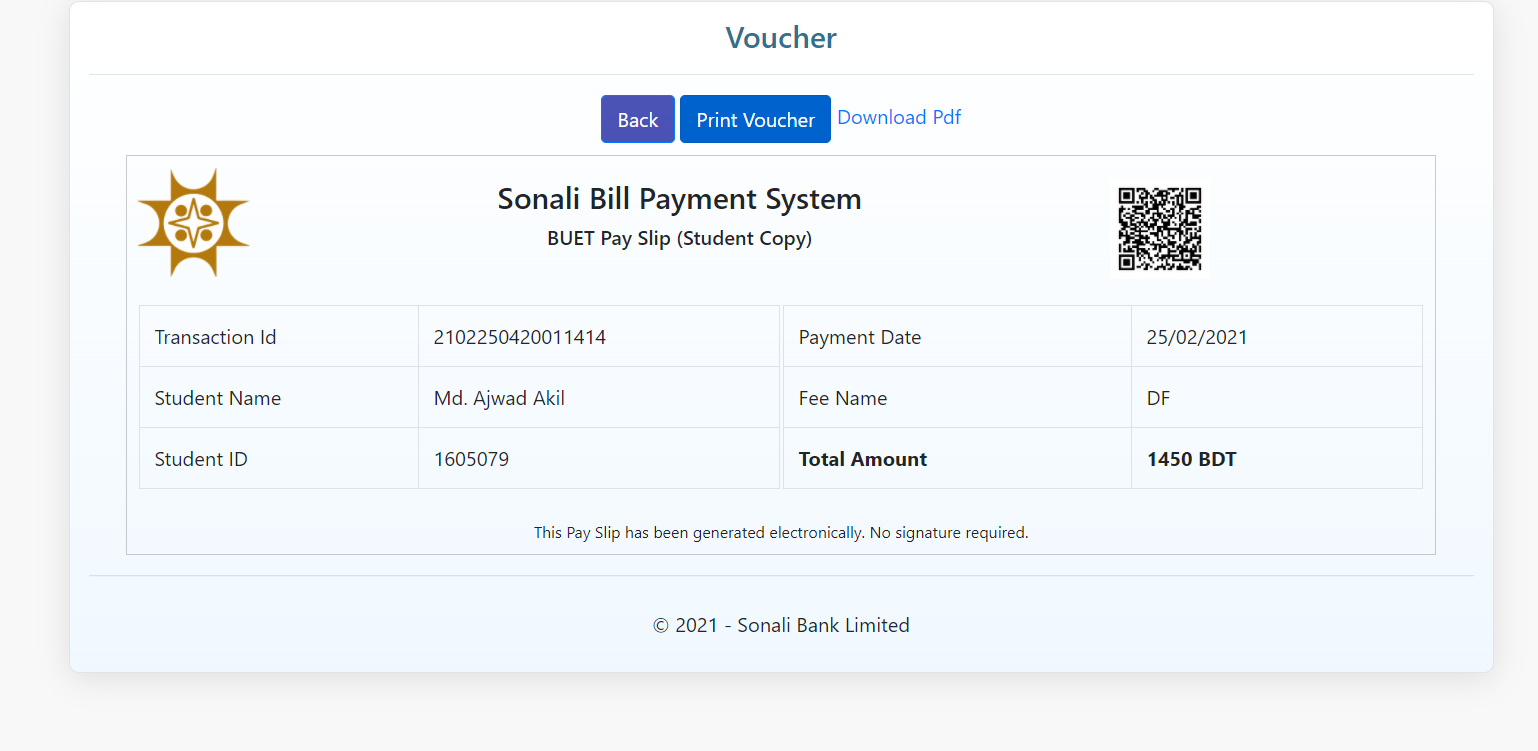 Voucher
Back Print Voucher Download Pdf
Sonali Bill Payment System
BUET Pay Slip (Student Copy)
Transaction Id 2102250420011414 Payment Date 25/02/2021
Student Name Md. Ajwad Akil Fee Name DF
Student ID 1605079 Total Amount 1450 BDT
This Pay Slip has been generated electronically. No signature required.
© 2021 - Sonali Bank Limited